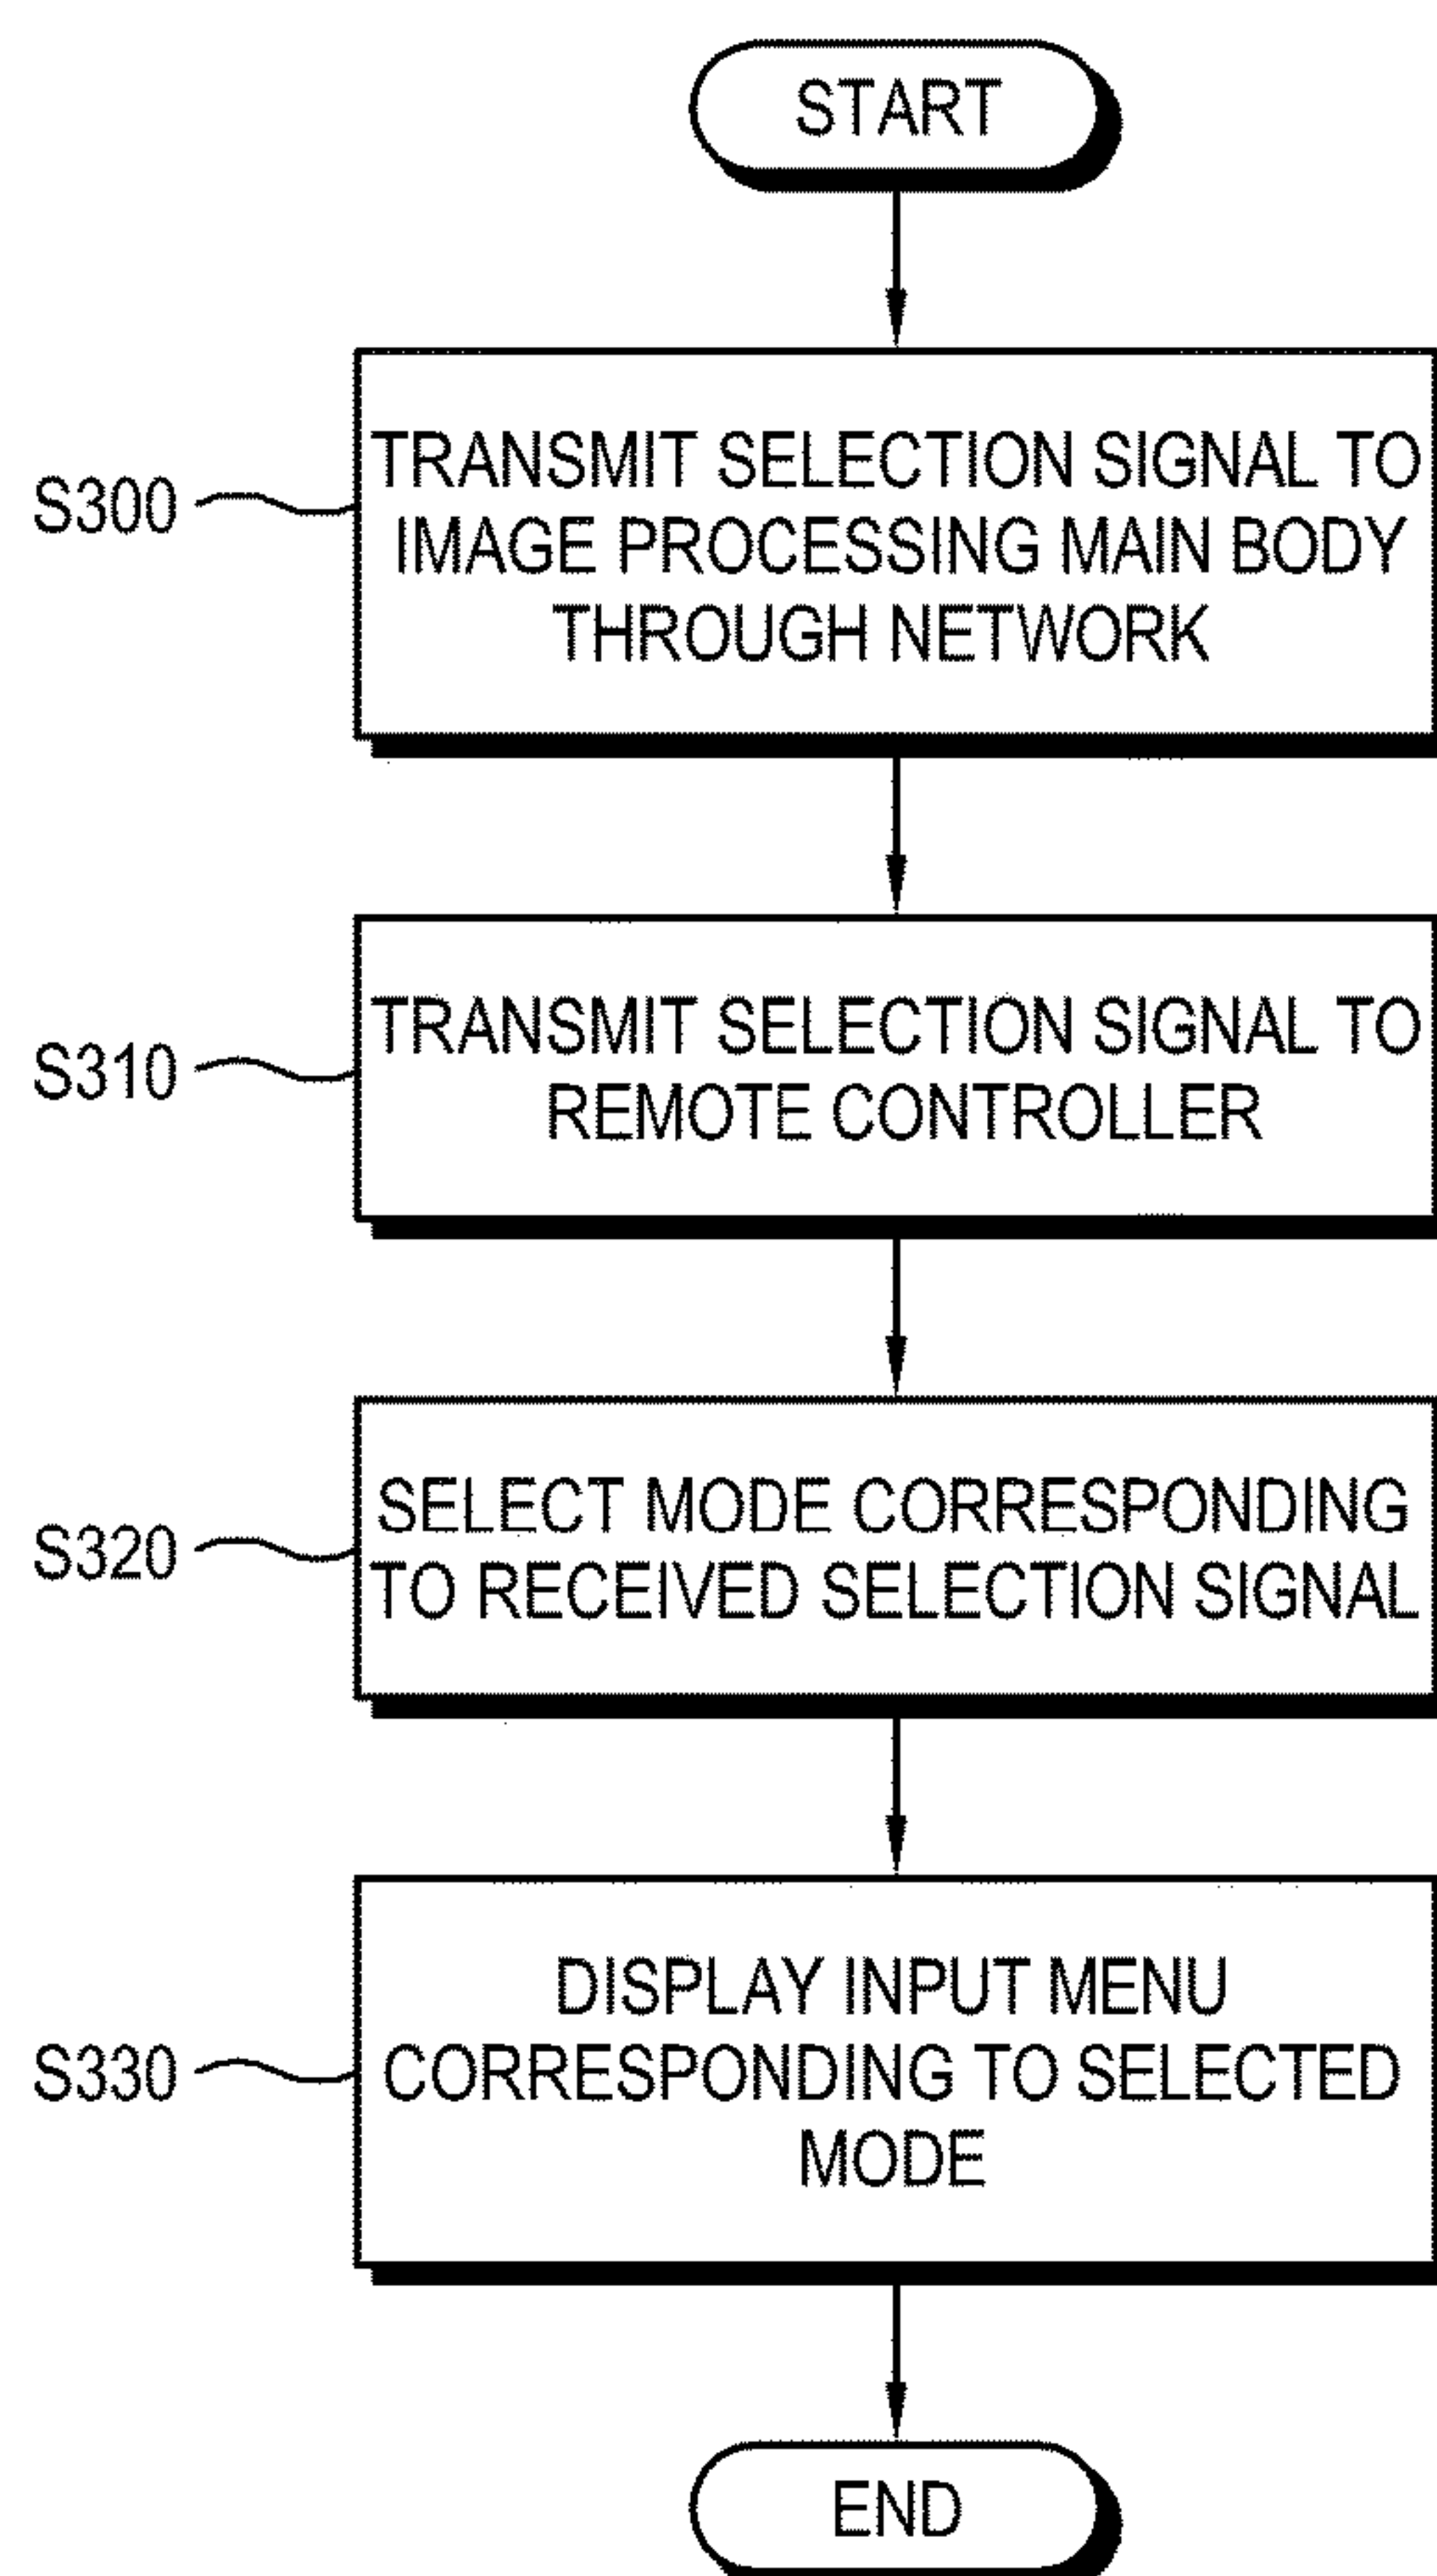 START
S300
TRANSMIT SELECTION SIGNAL TO
IMAGE PROCESSING MAIN BODY
THROUGH NETWORK
S310
TRANSMIT SELECTION SIGNAL TO
REMOTE CONTROLLER
S320
SELECT MODE CORRESPONDING
TO RECEIVED SELECTION SIGNAL
S330
DISPLAY INPUT MENU
CORRESPONDING TO SELECTED
MODE
END